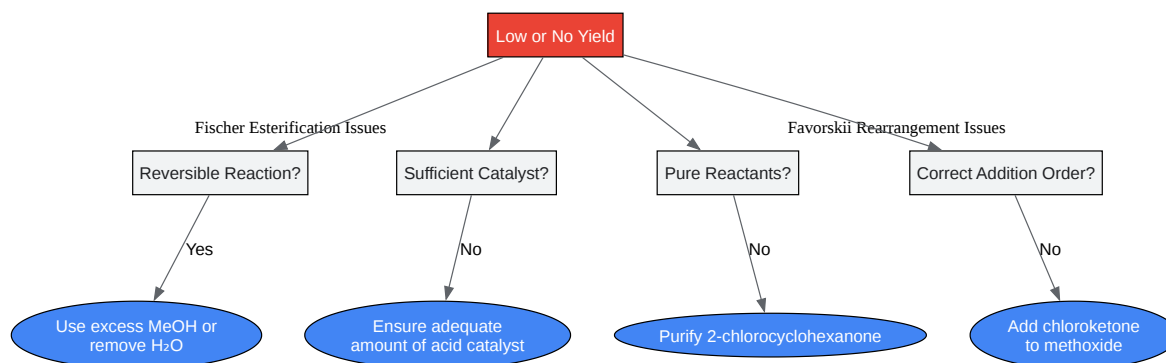 Low or No Yield
Fischer Esterification Issues
Favorskii Rearrangement Issues
Reversible Reaction?
Sufficient Catalyst?
Pure Reactants?
Correct Addition Order?
Yes
No
No
No
Use excess MeOH or
remove H₂O
Ensure adequate
amount of acid catalyst
Purify 2-chlorocyclohexanone
Add chloroketone
to methoxide